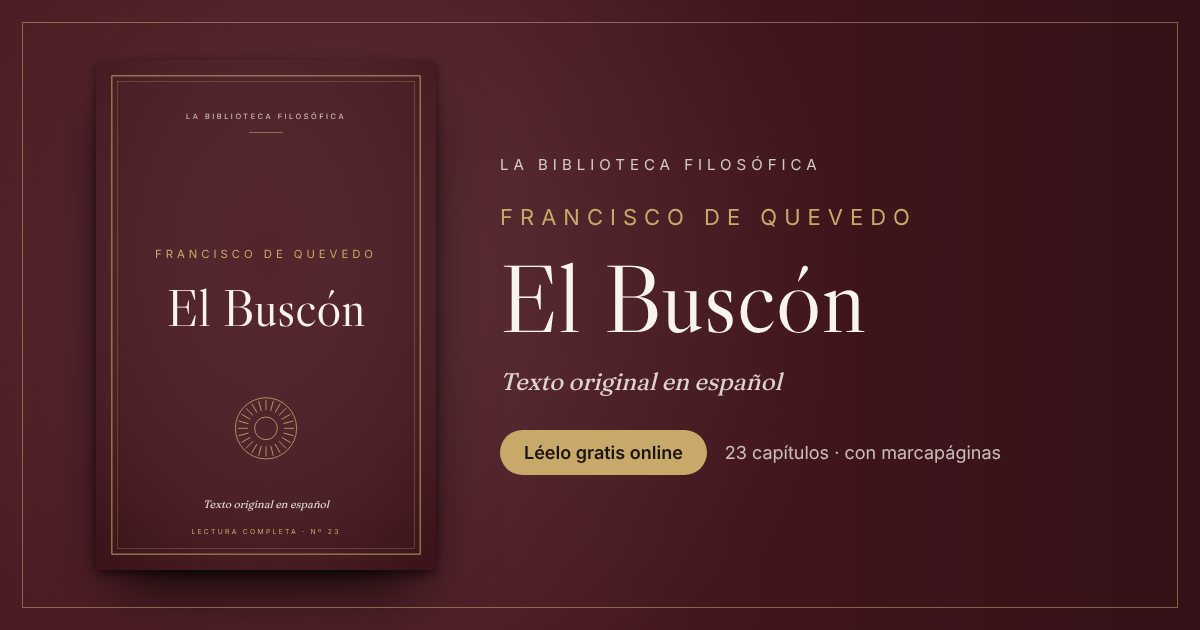 LA BIBLIOTECA FILOSÓFICA
FRANCISCO DE QUEVEDO
El Buscón
Texto original en español
LECTURA COMPLETA · Nº 23
LA BIBLIOTECA FILOSÓFICA
FRANCISCO DE QUEVEDO
El Buscón
Texto original en español
Léelo gratis online
23 capítulos · con marcapáginas